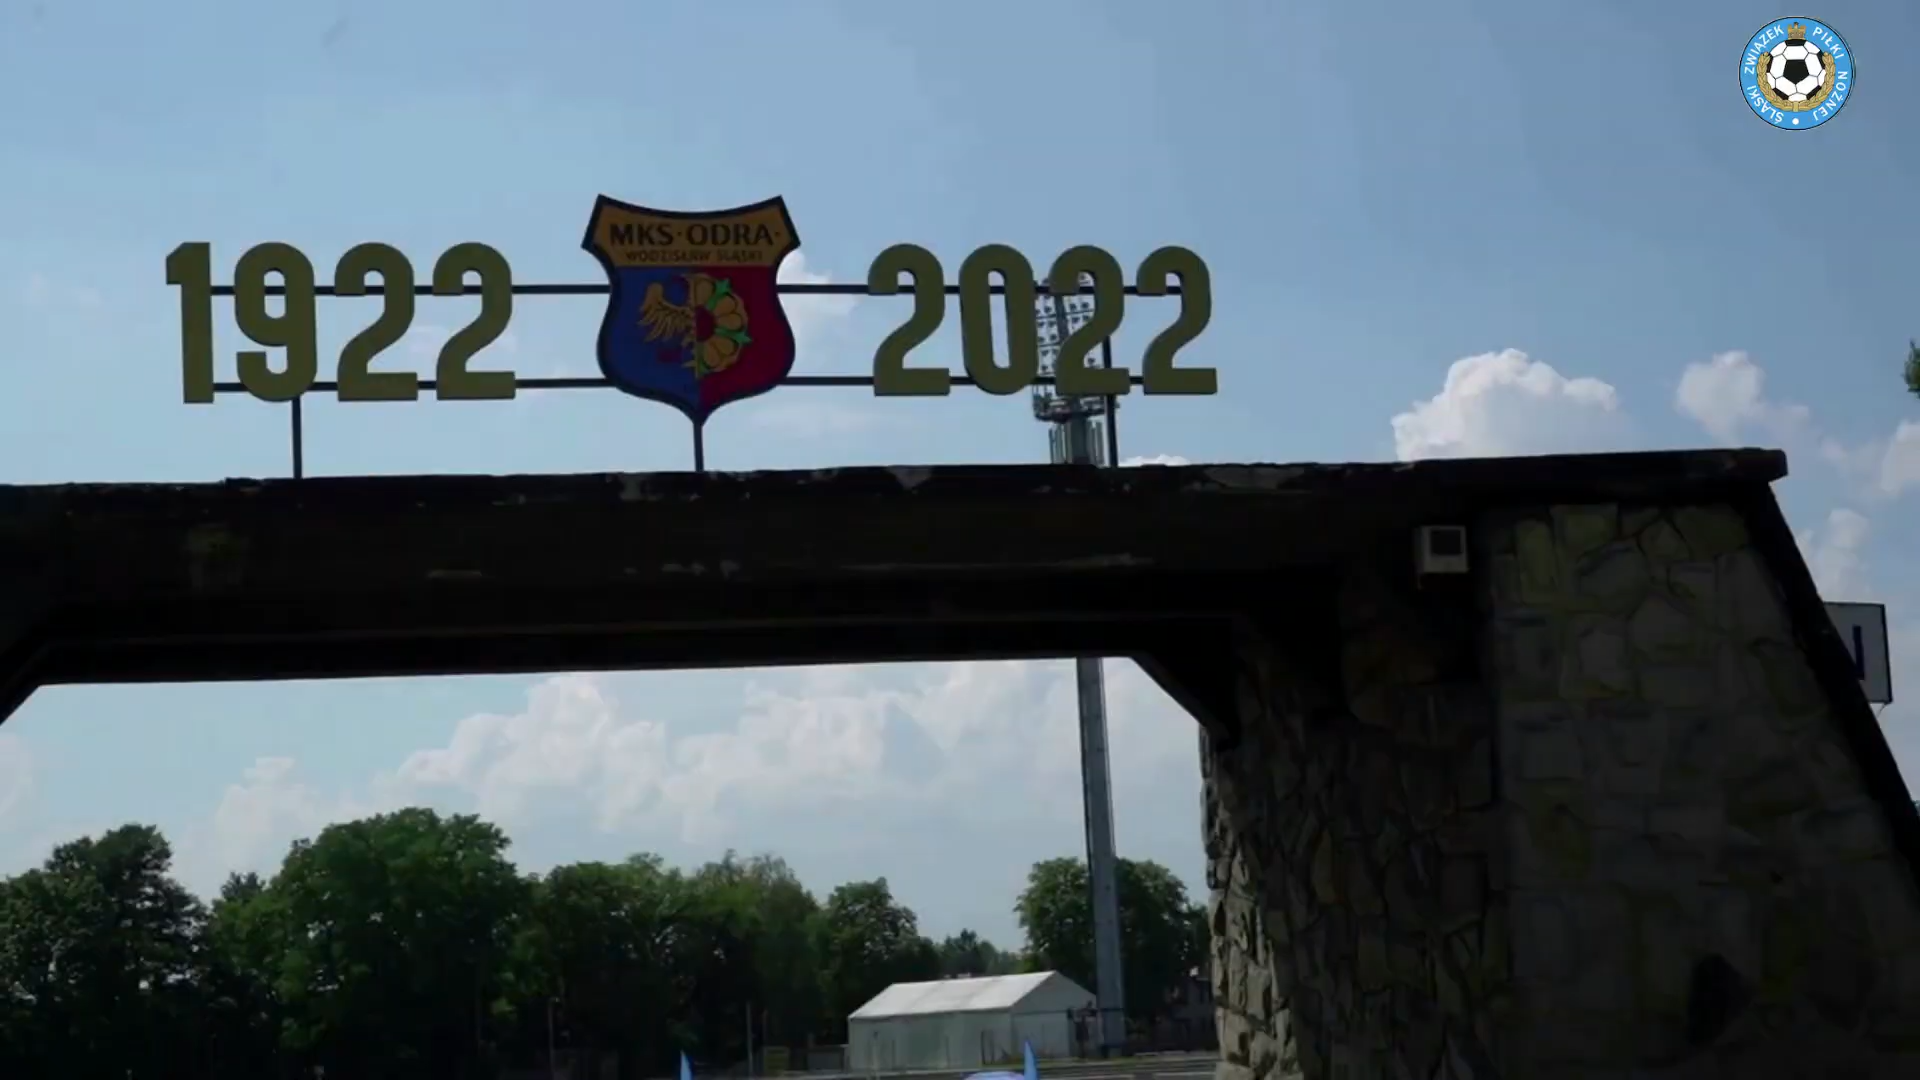 ŚLĄSKI ZWIĄZEK PIŁKI NOŻNEJ
1922
MKS·ODRA·
WODZISŁAW ŚLĄSKI
2022